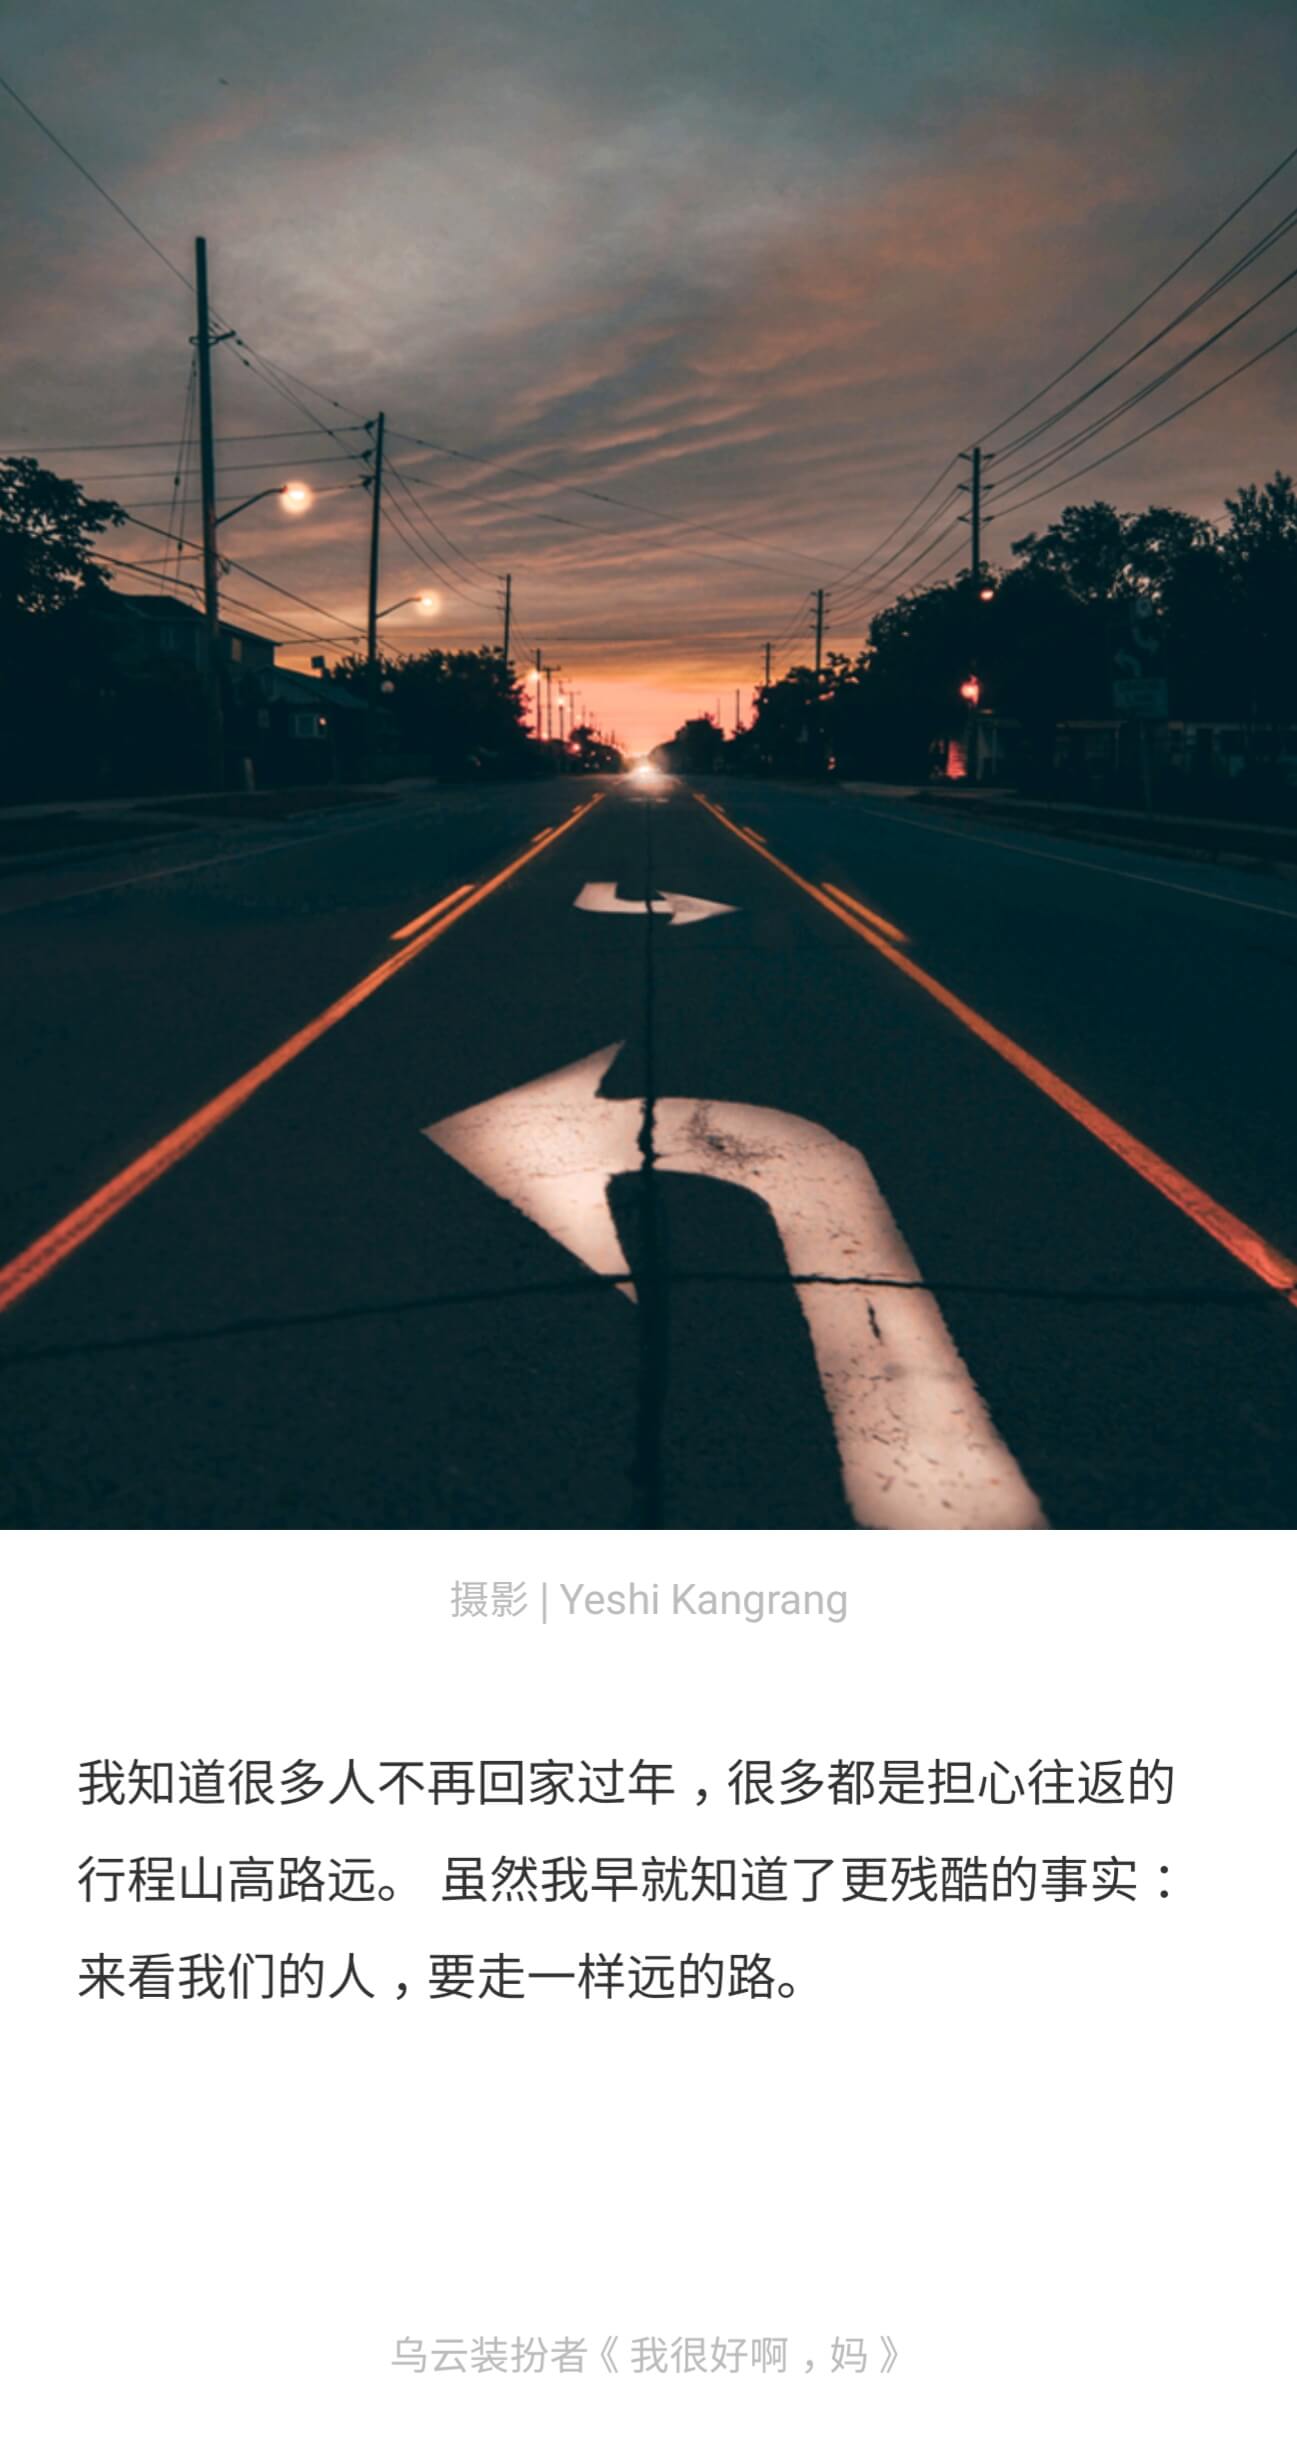 摄影 | Yeshi Kangrang
我知道很多人不再回家过年，很多都是担心往返的
行程山高路远。 虽然我早就知道了更残酷的事实：
来看我们的人，要走一样远的路。
乌云装扮者《 我很好啊，妈 》